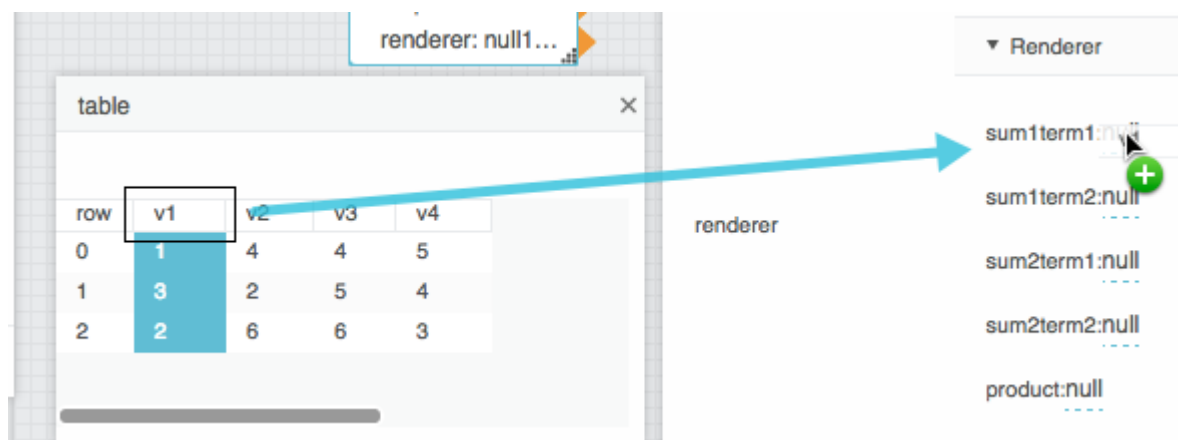 renderer: null1...
▼ Renderer
table ×
sum1term1:null
sum1term2:null
row v1 v2 v3 v4
renderer
0 1 4 4 5
sum2term1:null
1 3 2 5 4
2 2 6 6 3
sum2term2:null
product:null